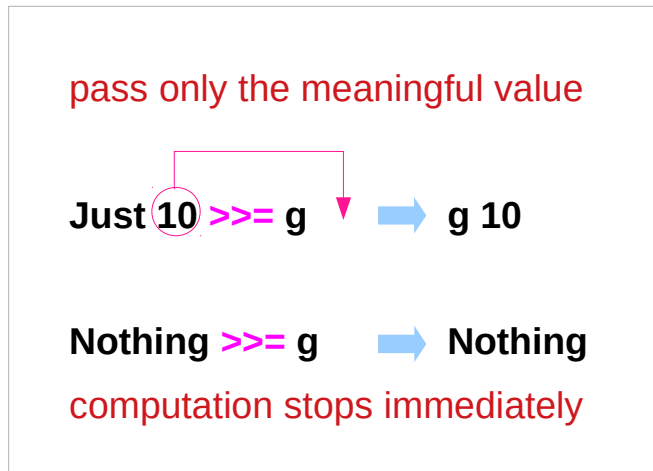 pass only the meaningful value
Just 10 >>= g g 10
Nothing >>= g Nothing
computation stops immediately